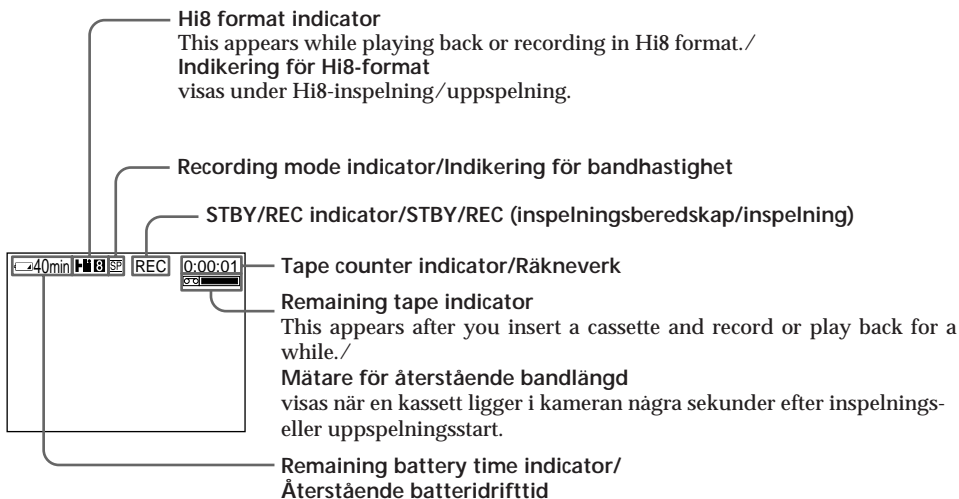 Hi8 format indicator
This appears while playing back or recording in Hi8 format./
Indikering för Hi8-format
visas under Hi8-inspelning/uppspelning.
Recording mode indicator/Indikering för bandhastighet
STBY/REC indicator/STBY/REC (inspelningsberedskap/inspelning)
40min Hi8 SP REC 0:00:01
Tape counter indicator/Räkneverk
Remaining tape indicator
This appears after you insert a cassette and record or play back for a
while./
Mätare för återstående bandlängd
visas när en kassett ligger i kameran några sekunder efter inspelnings-
eller uppspelningsstart.
Remaining battery time indicator/
Återstående batteridrifttid